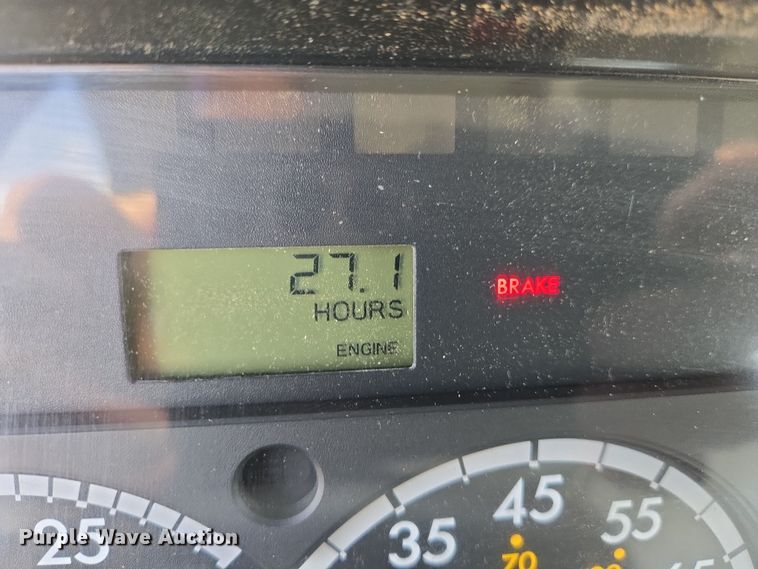 27.1
HOURS
ENGINE
BRAKE
25
35
45
55
70
Purple Wave Auction